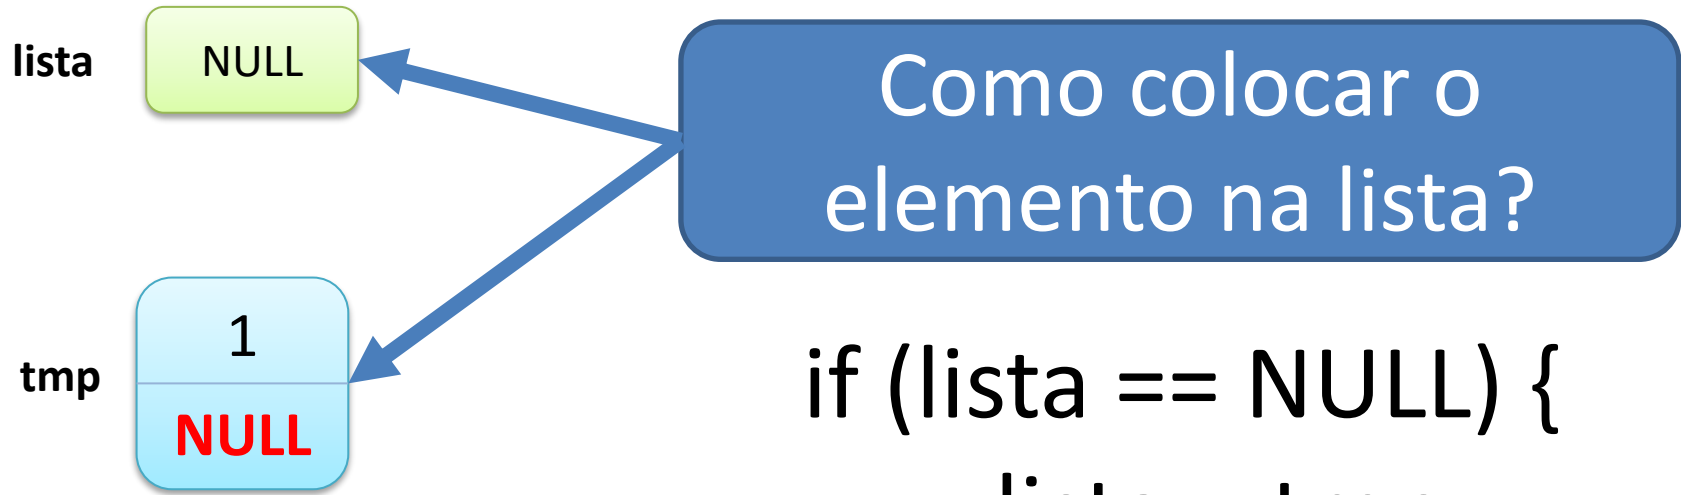 lista
NULL
Como colocar o
elemento na lista?
tmp
1
NULL
if (lista == NULL) {